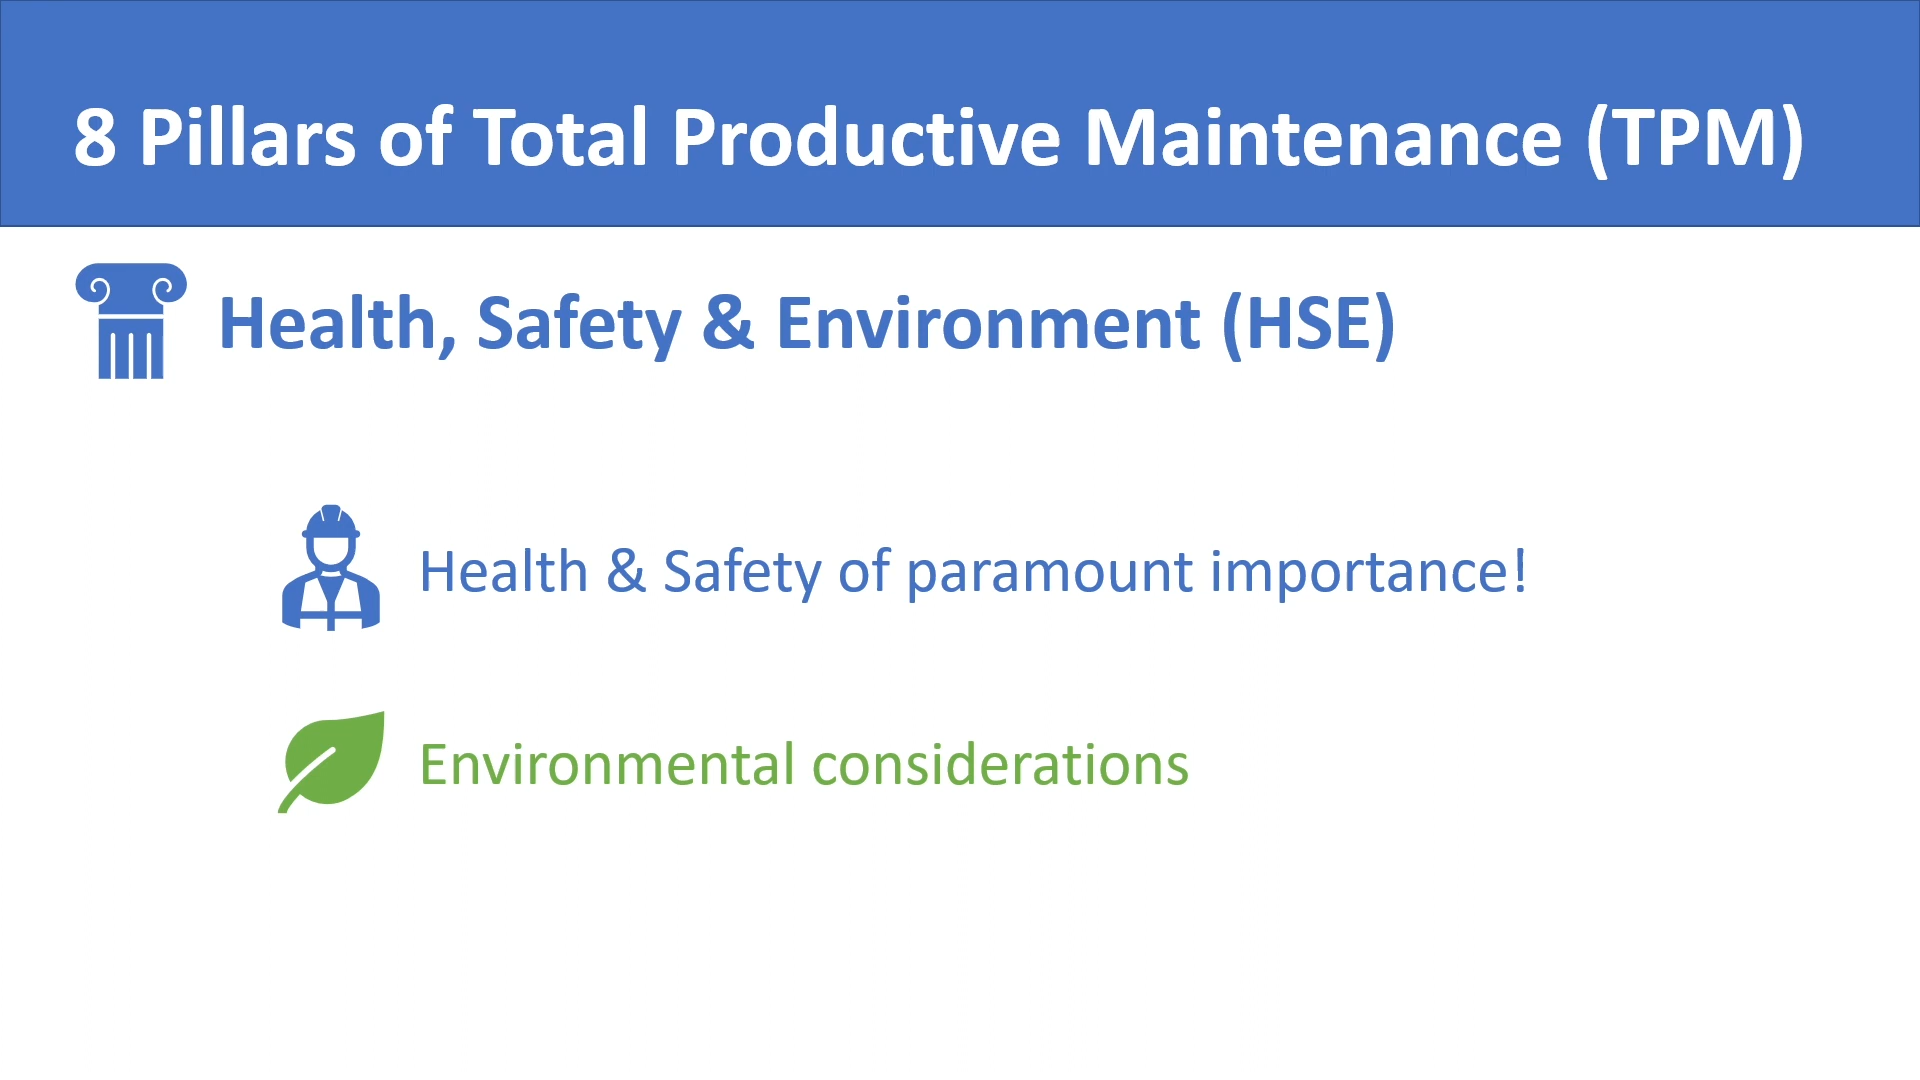 8 Pillars of Total Productive Maintenance (TPM)
Health, Safety & Environment (HSE)
Health & Safety of paramount importance!
Environmental considerations